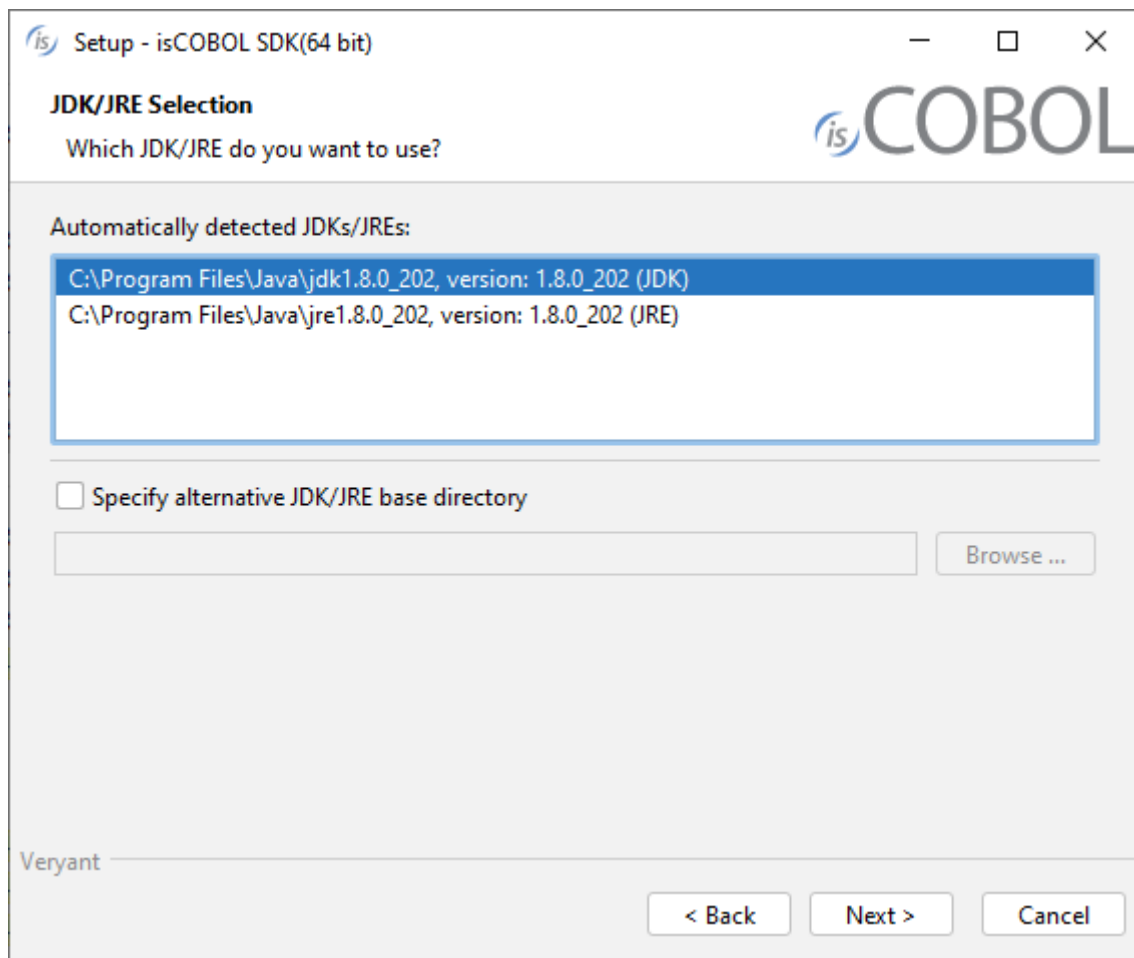 is Setup - isCOBOL SDK(64 bit)
JDK/JRE Selection
Which JDK/JRE do you want to use?
isCOBOL
Automatically detected JDKs/JREs:
C:\Program Files\Java\jdk1.8.0_202, version: 1.8.0_202 (JDK)
C:\Program Files\Java\jre1.8.0_202, version: 1.8.0_202 (JRE)
Specify alternative JDK/JRE base directory
Browse ...
Veryant
< Back Next > Cancel